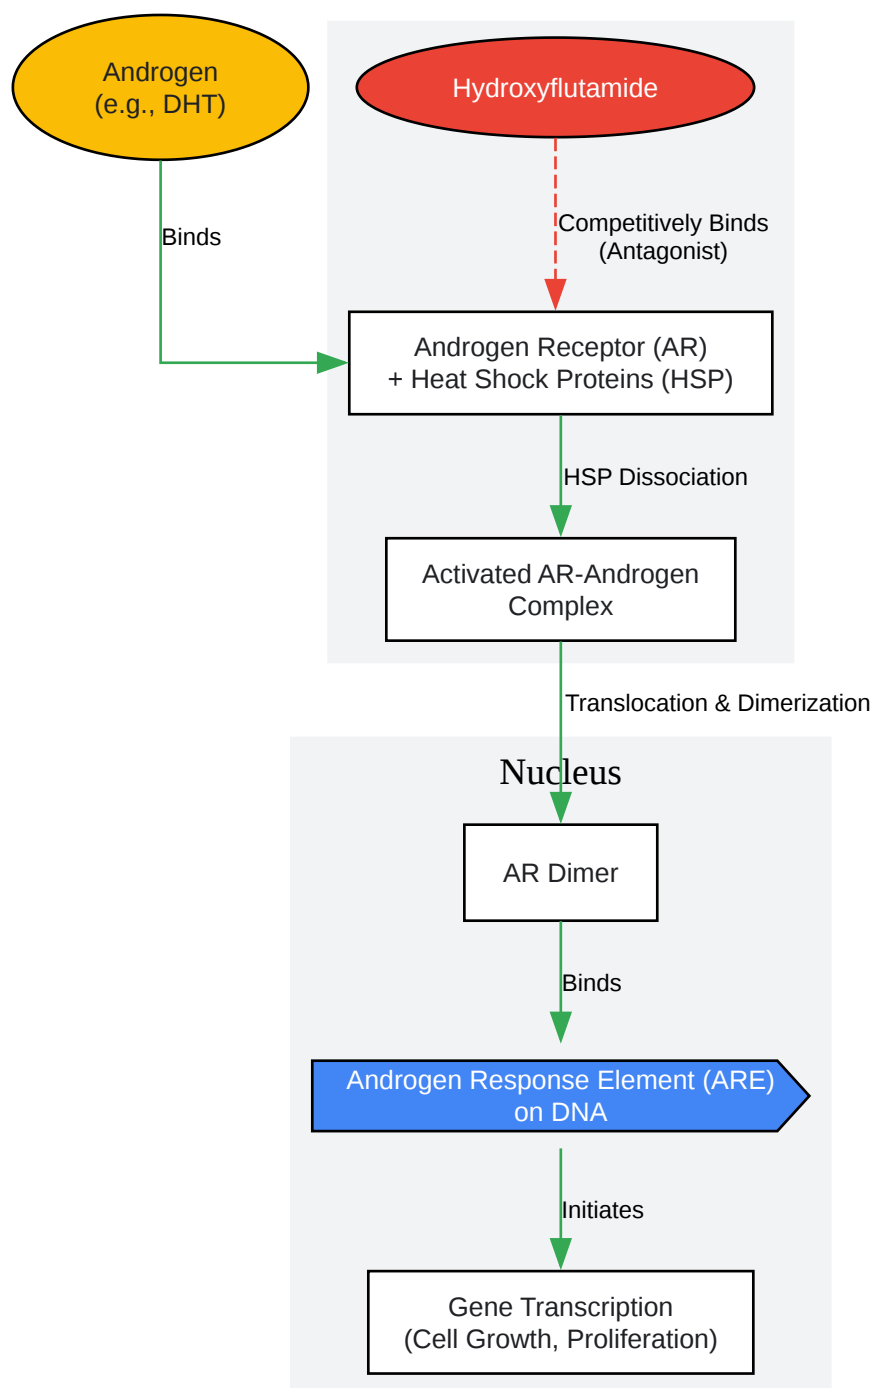 Androgen
(e.g., DHT)
Hydroxyflutamide
Binds
Competitively Binds
(Antagonist)
Androgen Receptor (AR)
+ Heat Shock Proteins (HSP)
HSP Dissociation
Activated AR-Androgen
Complex
Translocation & Dimerization
Nucleus
AR Dimer
Binds
Androgen Response Element (ARE)
on DNA
Initiates
Gene Transcription
(Cell Growth, Proliferation)